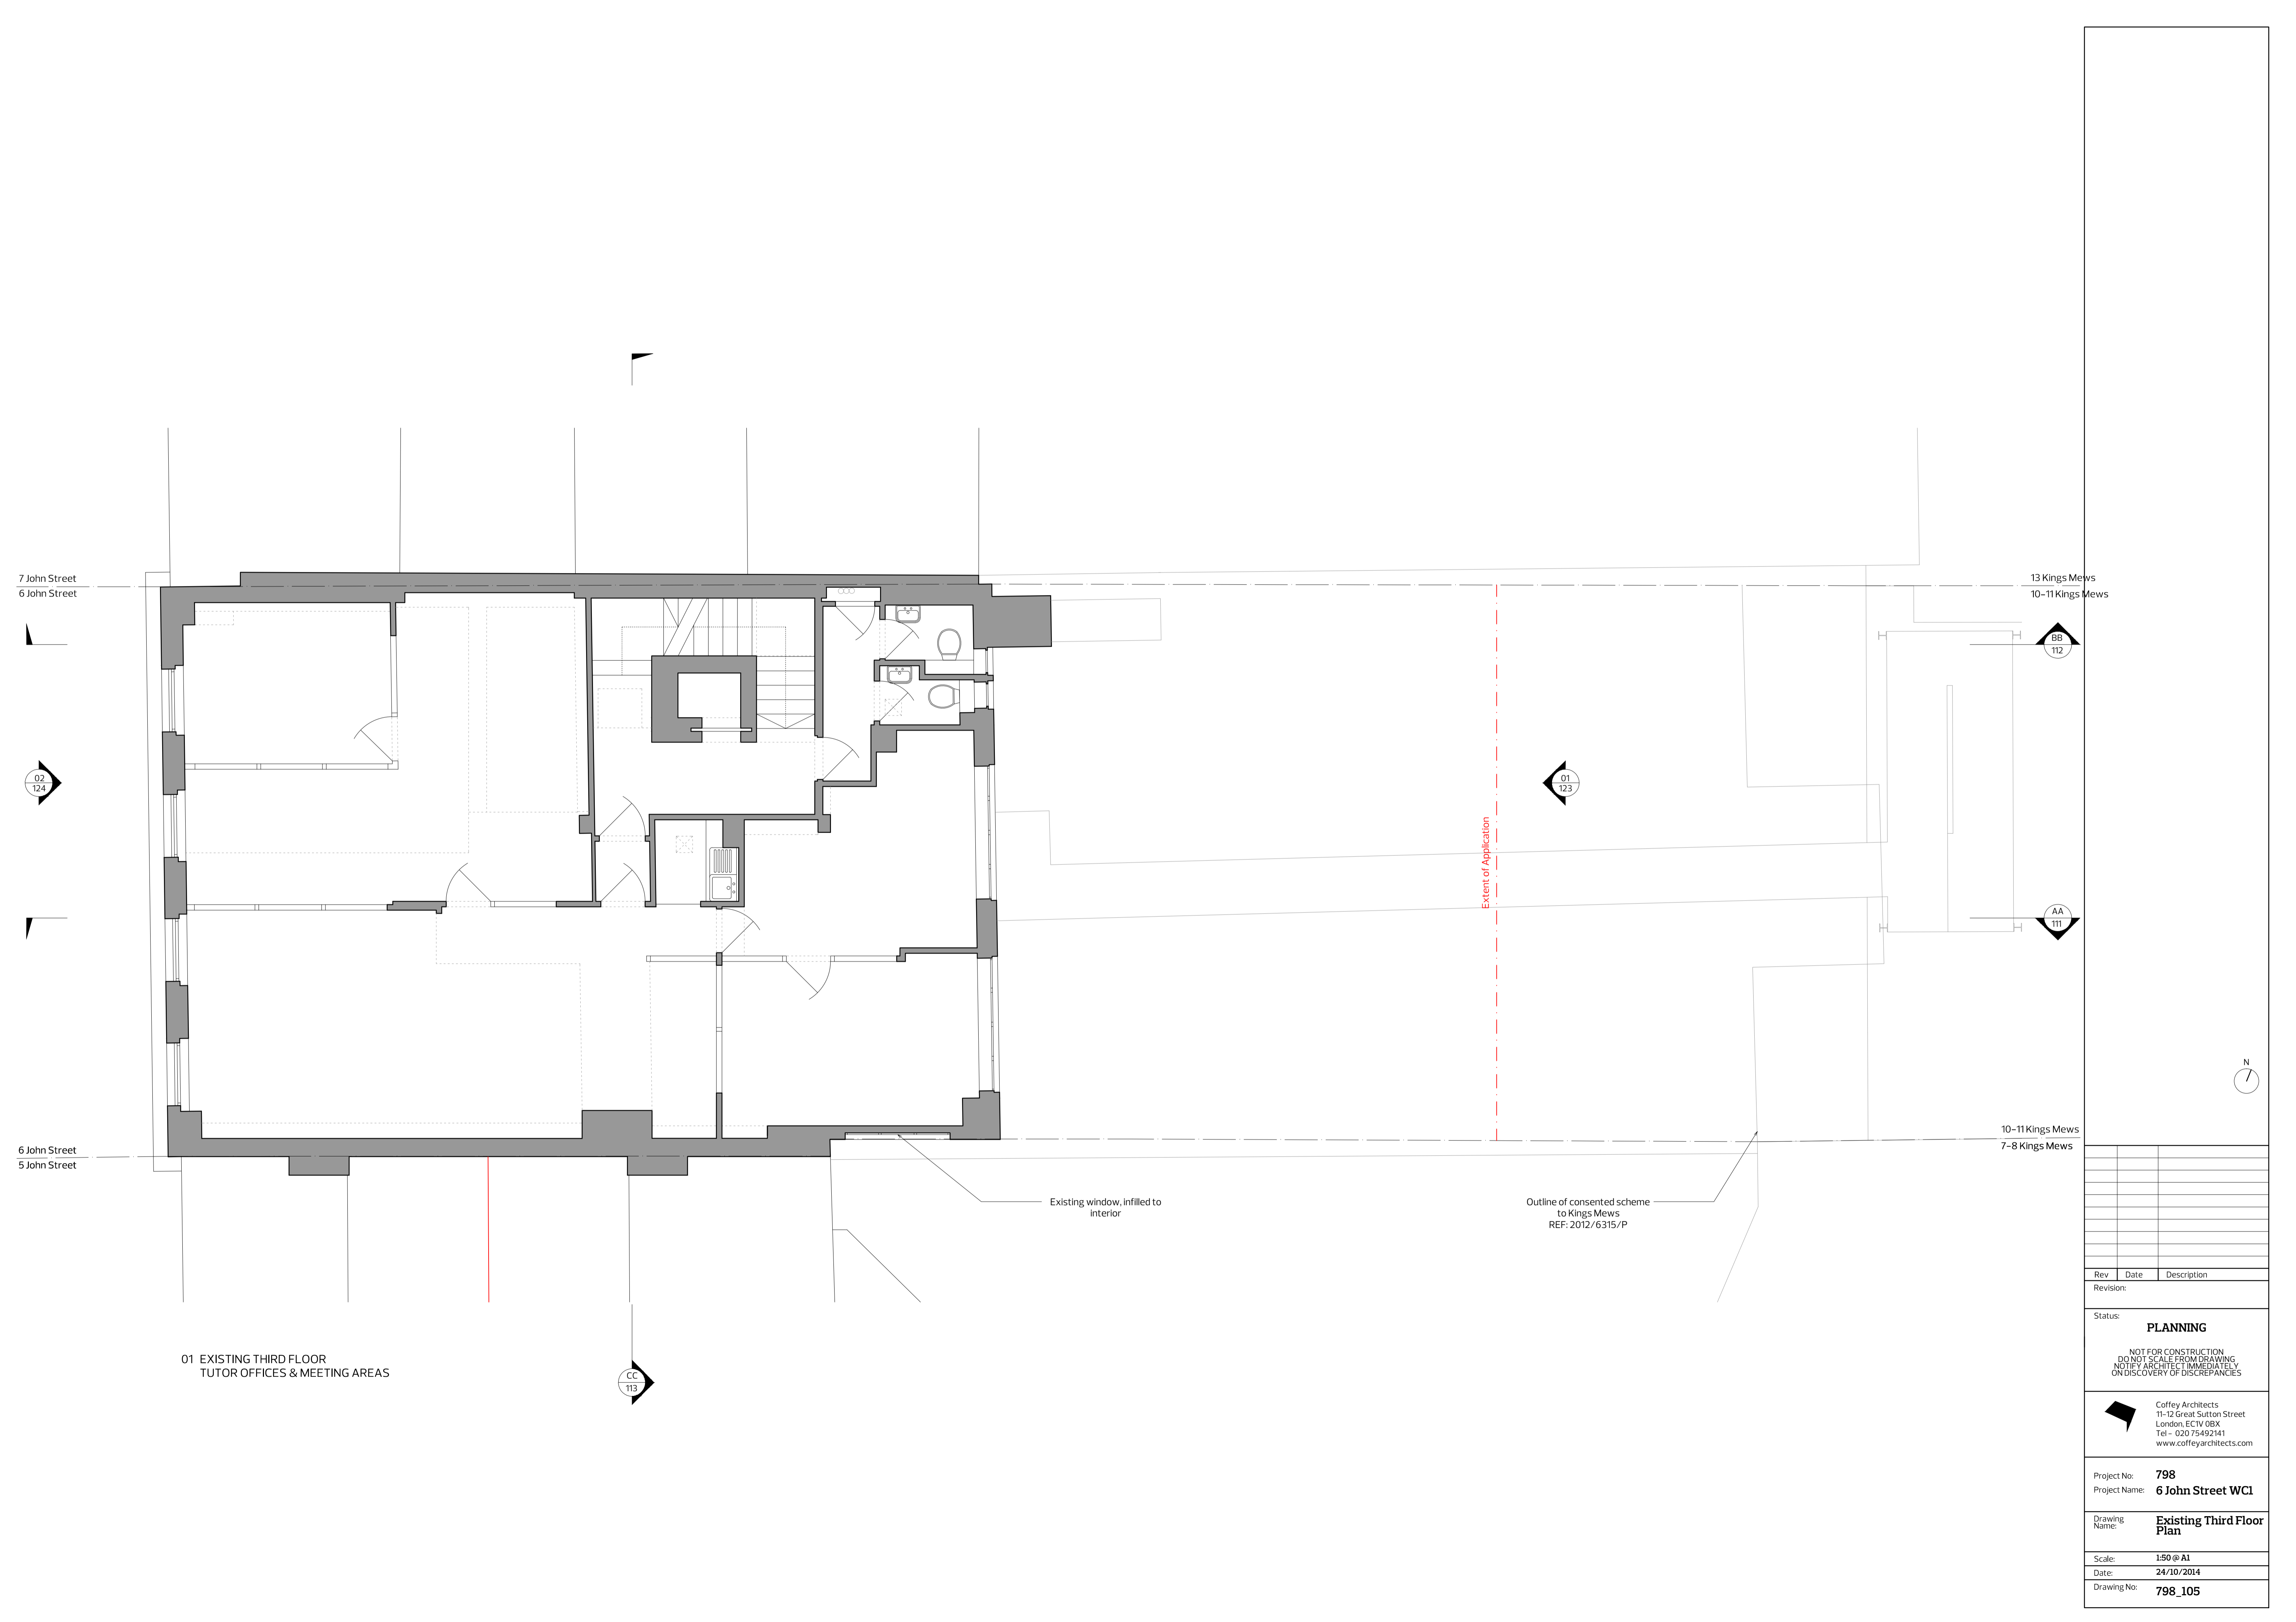 7 John Street
6 John Street
13 Kings Mews
10-11 Kings Mews
BB
112
02
124
01
123
Extent of Application
AA
111
N
10-11 Kings Mews
7-8 Kings Mews
6 John Street
5 John Street
Existing window, infilled to
interior
Outline of consented scheme
to Kings Mews
REF: 2012/6315/P
01 EXISTING THIRD FLOOR
TUTOR OFFICES & MEETING AREAS
CC
113
Rev Date Description
Revision:
Status:
PLANNING
NOT FOR CONSTRUCTION
DO NOT SCALE FROM DRAWING
NOTIFY ARCHITECT IMMEDIATELY
ON DISCOVERY OF DISCREPANCIES
Coffey Architects
11-12 Great Sutton Street
London, EC1V 0BX
Tel - 020 75492141
www.coffeyarchitects.com
Project No: 798
Project Name: 6 John Street WC1
Drawing
Name:
Existing Third Floor
Plan
Scale: 1:50 @ A1
Date: 24/10/2014
Drawing No: 798_105